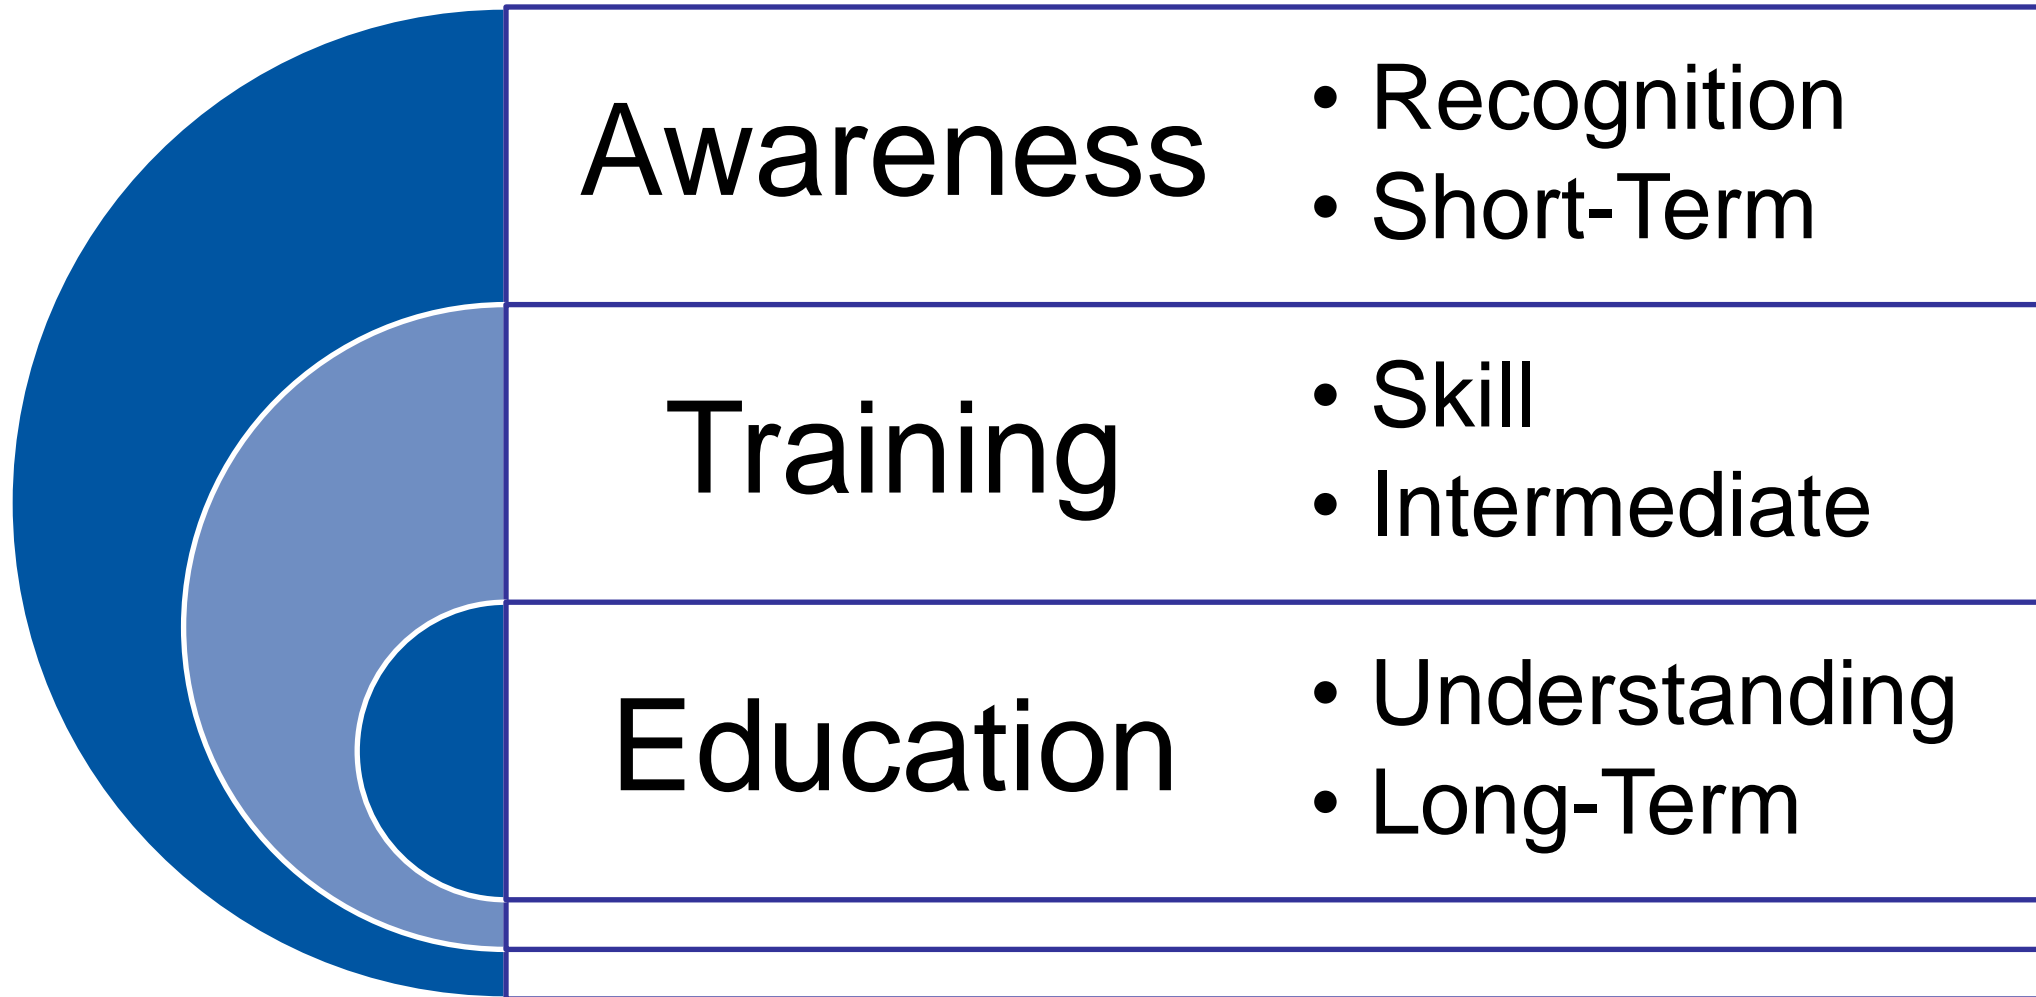 Awareness
• Recognition
• Short-Term
Training
• Skill
• Intermediate
Education
• Understanding
• Long-Term